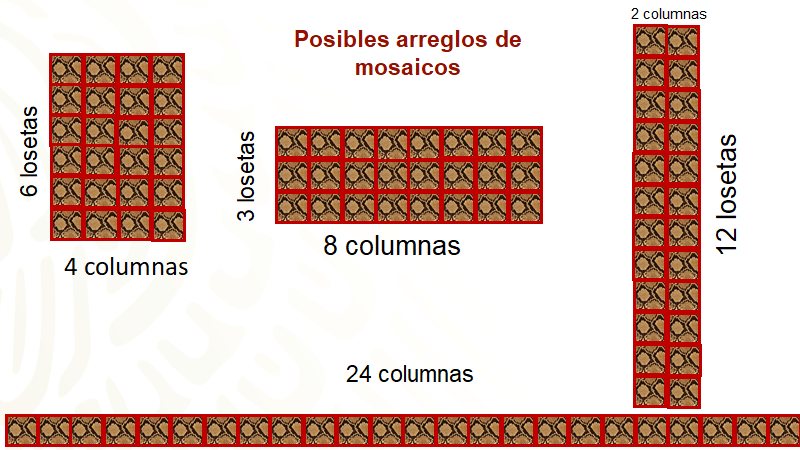 2 columnas
Posibles arreglos de
mosaicos
6 losetas
4 columnas
3 losetas
8 columnas
12 losetas
24 columnas